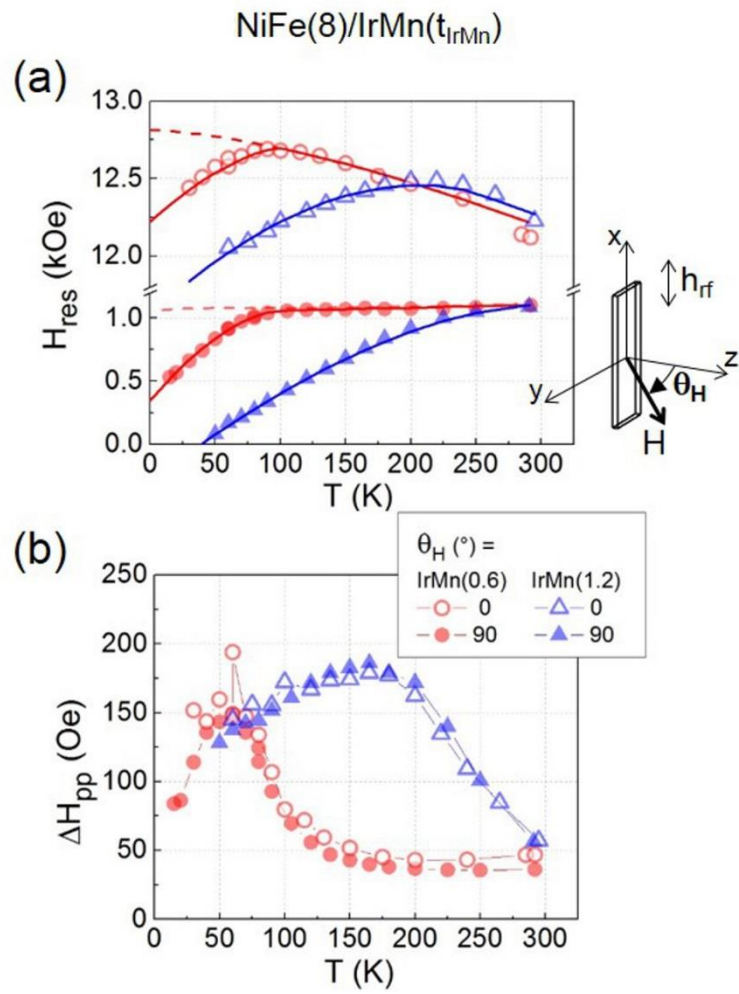 NiFe(8)/IrMn(tIrMn)
(a)
13.0
12.5
12.0
1.0
0.5
0.0
Hres (kOe)
0 50 100 150 200 250 300
T (K)
x
hrf
y
z
θH
H
(b)
θH (°) =
IrMn(0.6) IrMn(1.2)
0 0
90 90
250
200
150
100
50
0
ΔHpp (Oe)
0 50 100 150 200 250 300
T (K)